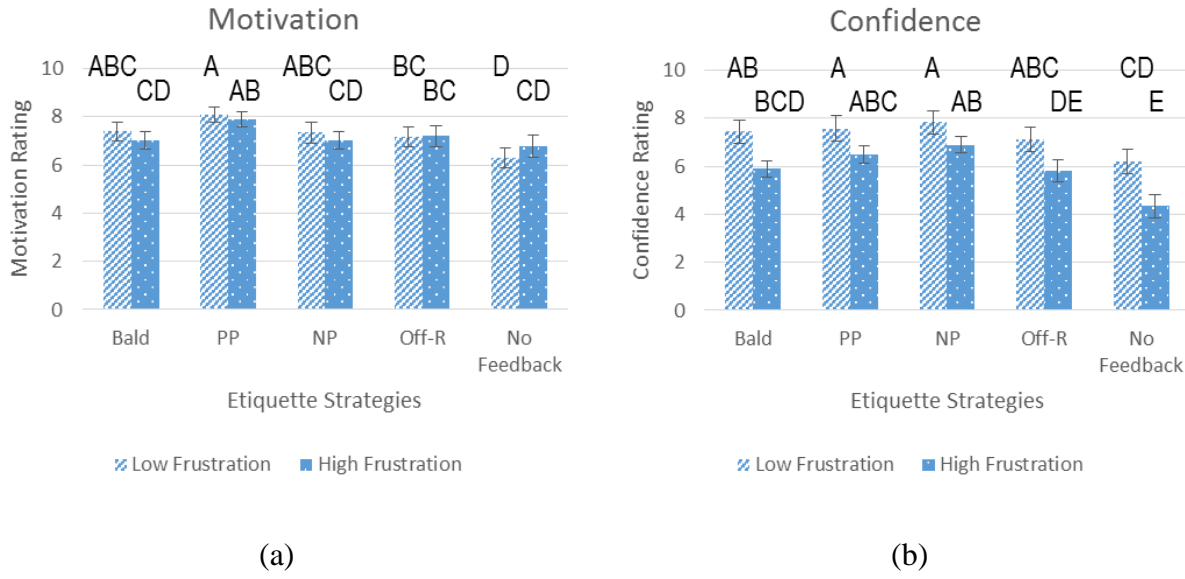 Motivation
ABC A ABC BC D
CD AB CD BC CD
10
8
6
4
2
0
Motivation Rating
Bald PP NP Off-R No
Feedback
Etiquette Strategies
Low Frustration High Frustration
(a)
Confidence
AB A A ABC CD
BCD ABC AB DE E
10
8
6
4
2
0
Confidence Rating
Bald PP NP Off-R No
Feedback
Etiquette Strategies
Low Frustration High Frustration
(b)